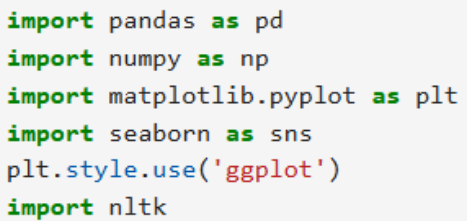 import pandas as pd
import numpy as np
import matplotlib.pyplot as plt
import seaborn as sns
plt.style.use('ggplot')
import nltk